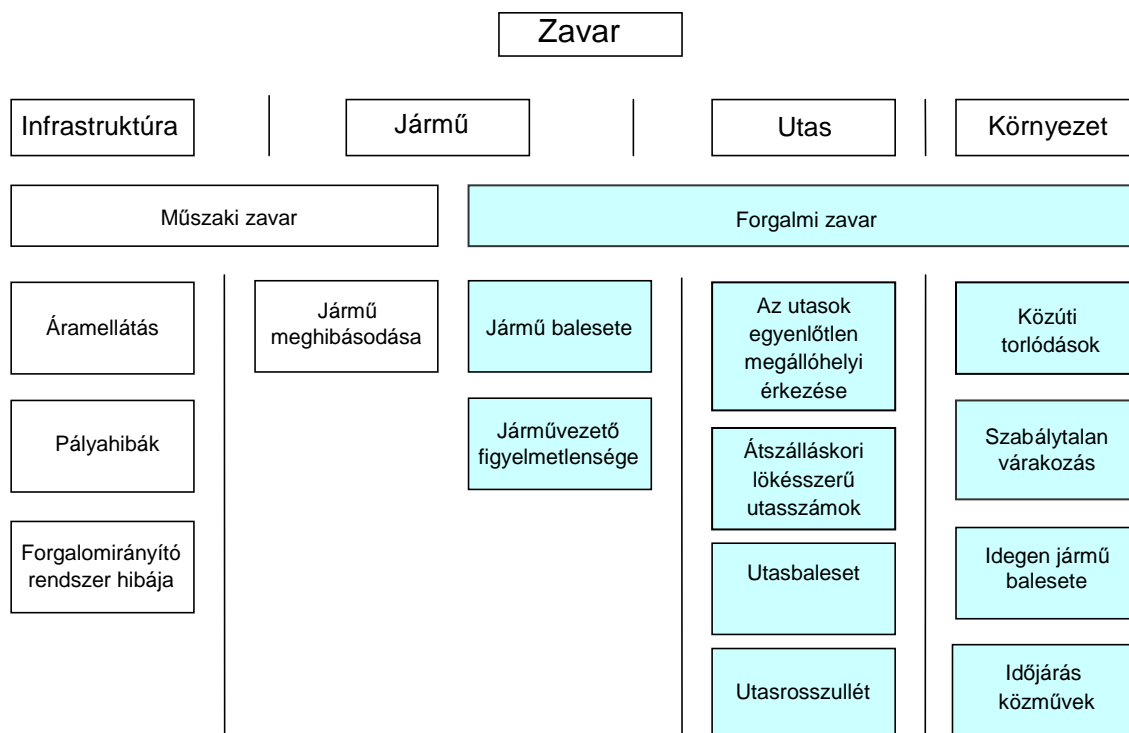 Zavar
Infrastruktúra
Jármű
Utas
Környezet
Műszaki zavar
Forgalmi zavar
Áramellátás
Jármű
meghibásodása
Jármű balesete
Az utasok
egyenlőtlen
megállóhelyi
érkezése
Közúti
torlódások
Pályahibák
Járművezető
figyelmetlensége
Átszálláskori
lökésszerű
utasszámok
Szabálytalan
várakozás
Forgalomirányító
rendszer hibája
Utasbaleset
Idegen jármű
balesete
Utasrosszullét
Időjárás
közművek